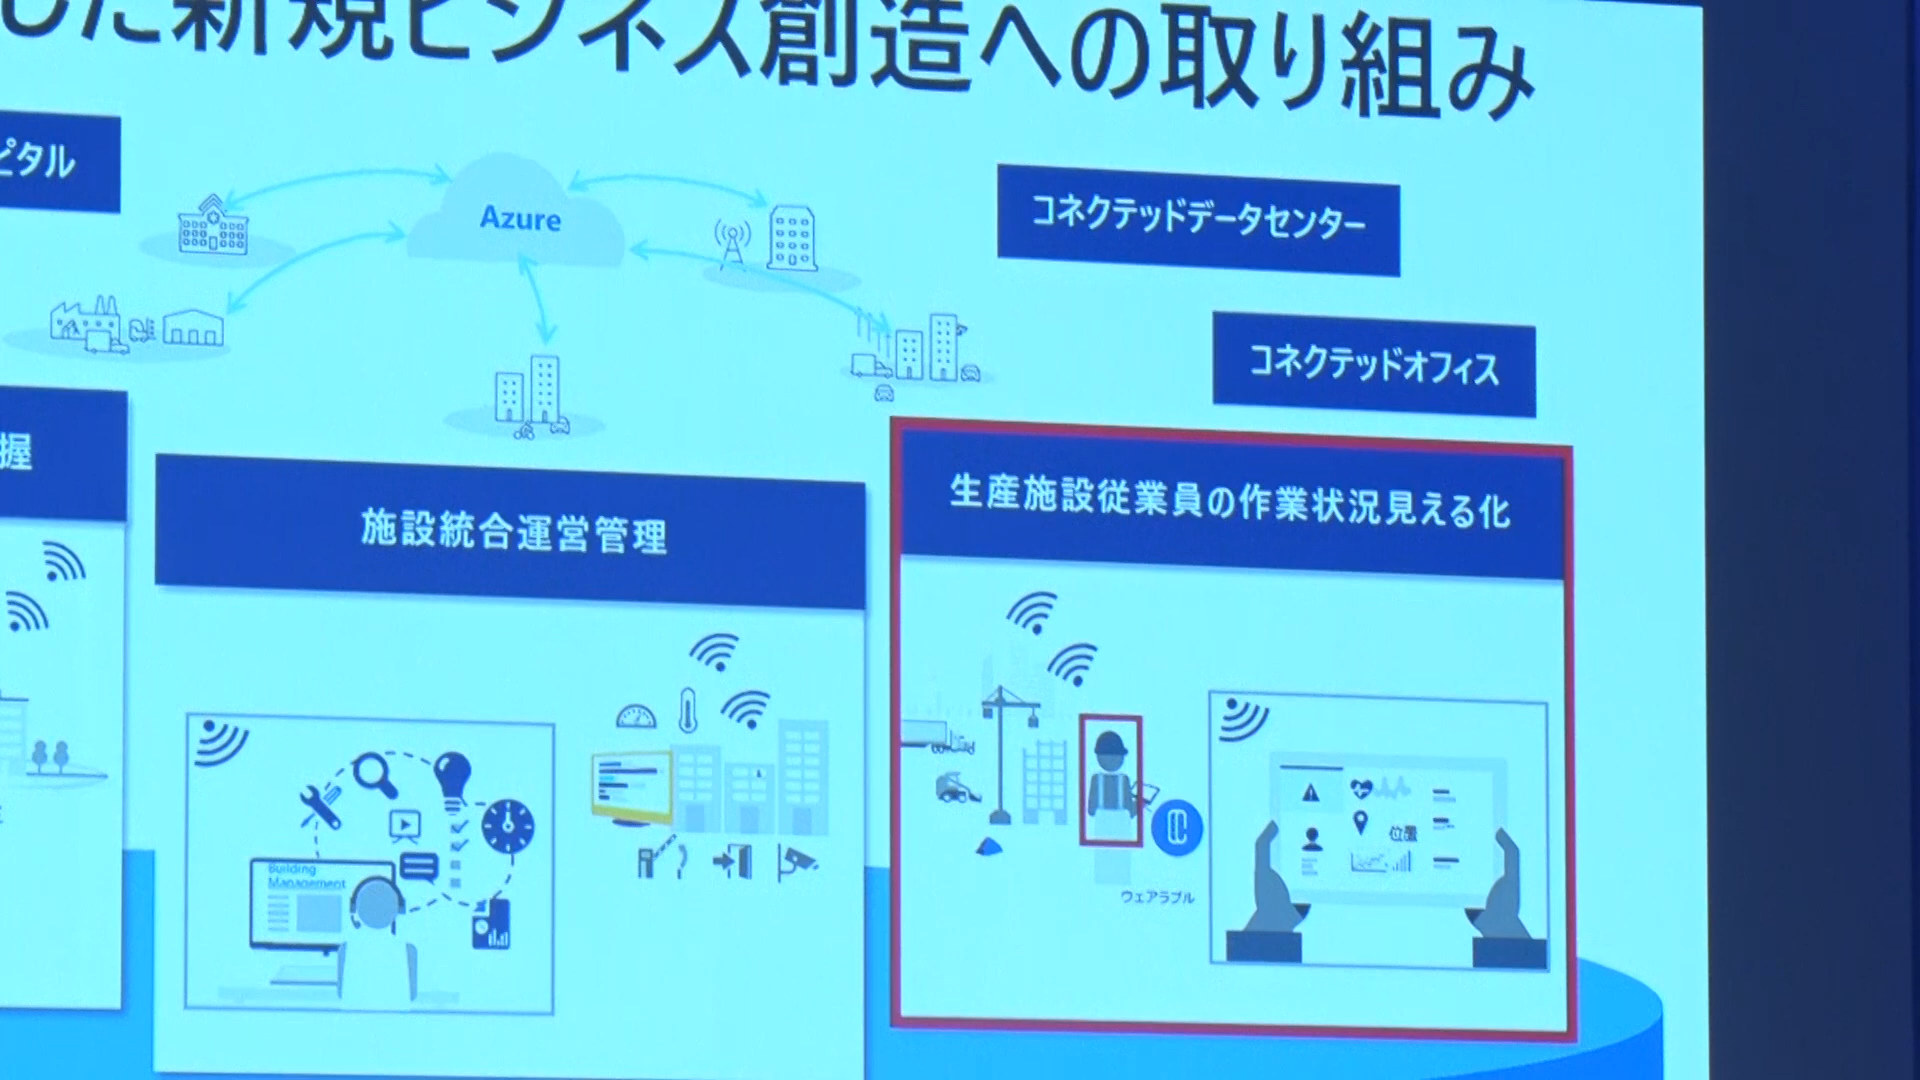 した新規ビジネス創造への取り組み
ピタル
Azure
コネクテッドデータセンター
コネクテッドオフィス
握
施設統合運営管理
生産施設従業員の作業状況見える化
Building
Management
ウェアラブル
位置